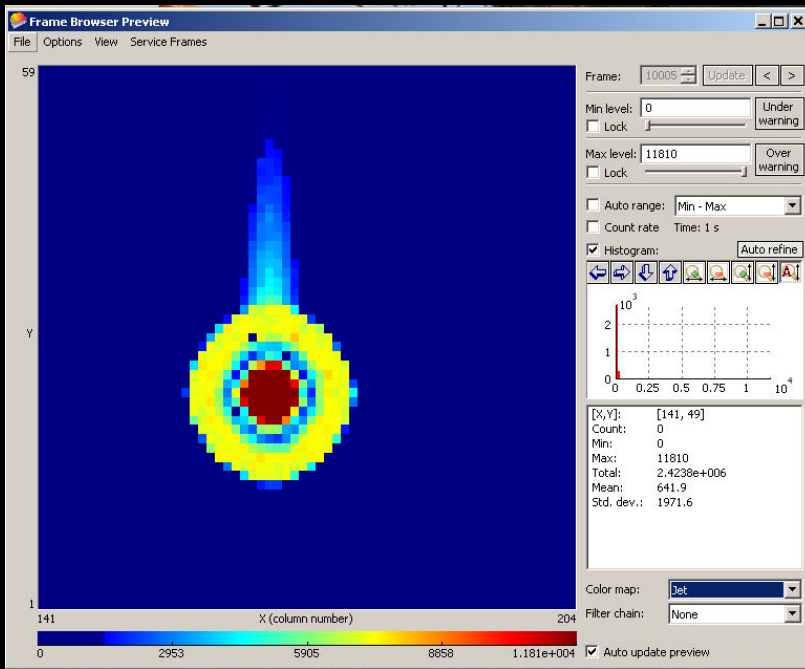 Frame Browser Preview
File Options View Service Frames
59
Y
1
141 X (column number) 204
0 2953 5905 8858 1.181e+004
Frame: 10005 Update < >
Min level: 0 Under warning
Lock
Max level: 11810 Over warning
Lock
Auto range: Min - Max
Count rate Time: 1 s
Histogram: Auto refine
A
10³
2
1
0
0 0.25 0.5 0.75 1 10⁴
[X,Y]: [141, 49]
Count: 0
Min: 0
Max: 11810
Total: 2.4238e+006
Mean: 641.9
Std. dev.: 1971.6
Color map: Jet
Filter chain: None
Auto update preview